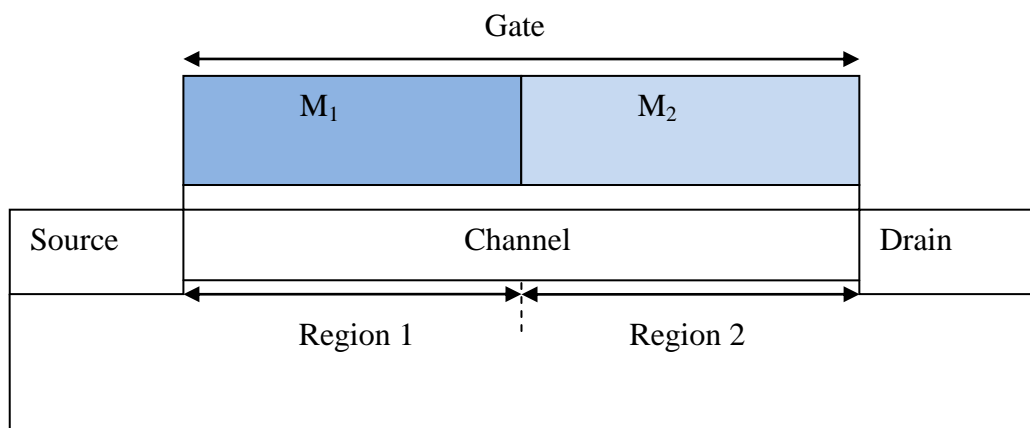 Gate
M₁ M₂
Source Channel Drain
Region 1 Region 2